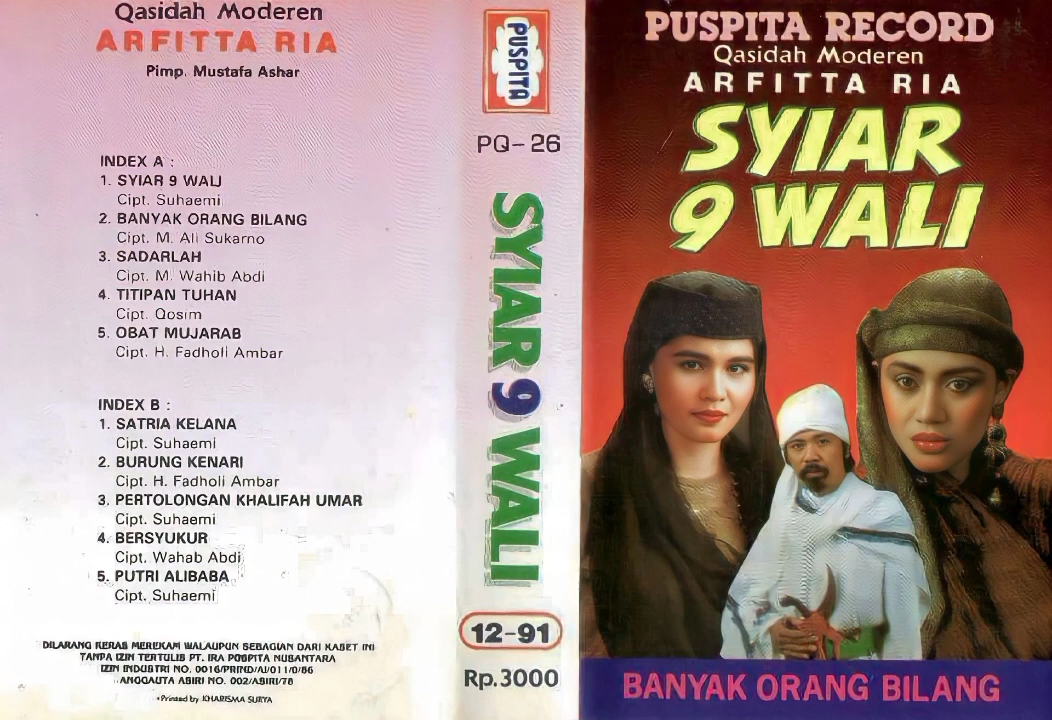 Qasidah Moderen
ARFITTA RIA
Pimp. Mustafa Ashar
INDEX A :
1. SYIAR 9 WALI
Cipt. Suhaemi
2. BANYAK ORANG BILANG
Cipt. M. Ali Sukarno
3. SADARLAH
Cipt. M. Wahib Abdi
4. TITIPAN TUHAN
Cipt. Qosim
5. OBAT MUJARAB
Cipt. H. Fadholi Ambar
INDEX B :
1. SATRIA KELANA
Cipt. Suhaemi
2. BURUNG KENARI
Cipt. H. Fadholi Ambar
3. PERTOLONGAN KHALIFAH UMAR
Cipt. Suhaemi
4. BERSYUKUR
Cipt. Wahab Abdi
5. PUTRI ALIBABA
Cipt. Suhaemi
DILARANG KERAS MEREKAM WALAUPUN SEBAGIAN DARI KASET INI
TANPA IZIN TERTULIS PT. IRA PUSPITA NUSANTARA
IZIN INDUSTRI NO. 0016/PRIND/AI/011/0/86
ANGGAUTA ASIRI NO. 002/ASIRI/78
Printed by KHARISMA SURYA
PUSPITA
PQ-26
SYIAR 9 WALI
12-91
Rp.3000
PUSPITA RECORD
Qasidah Moderen
ARFITTA RIA
SYIAR
9 WALI
BANYAK ORANG BILANG